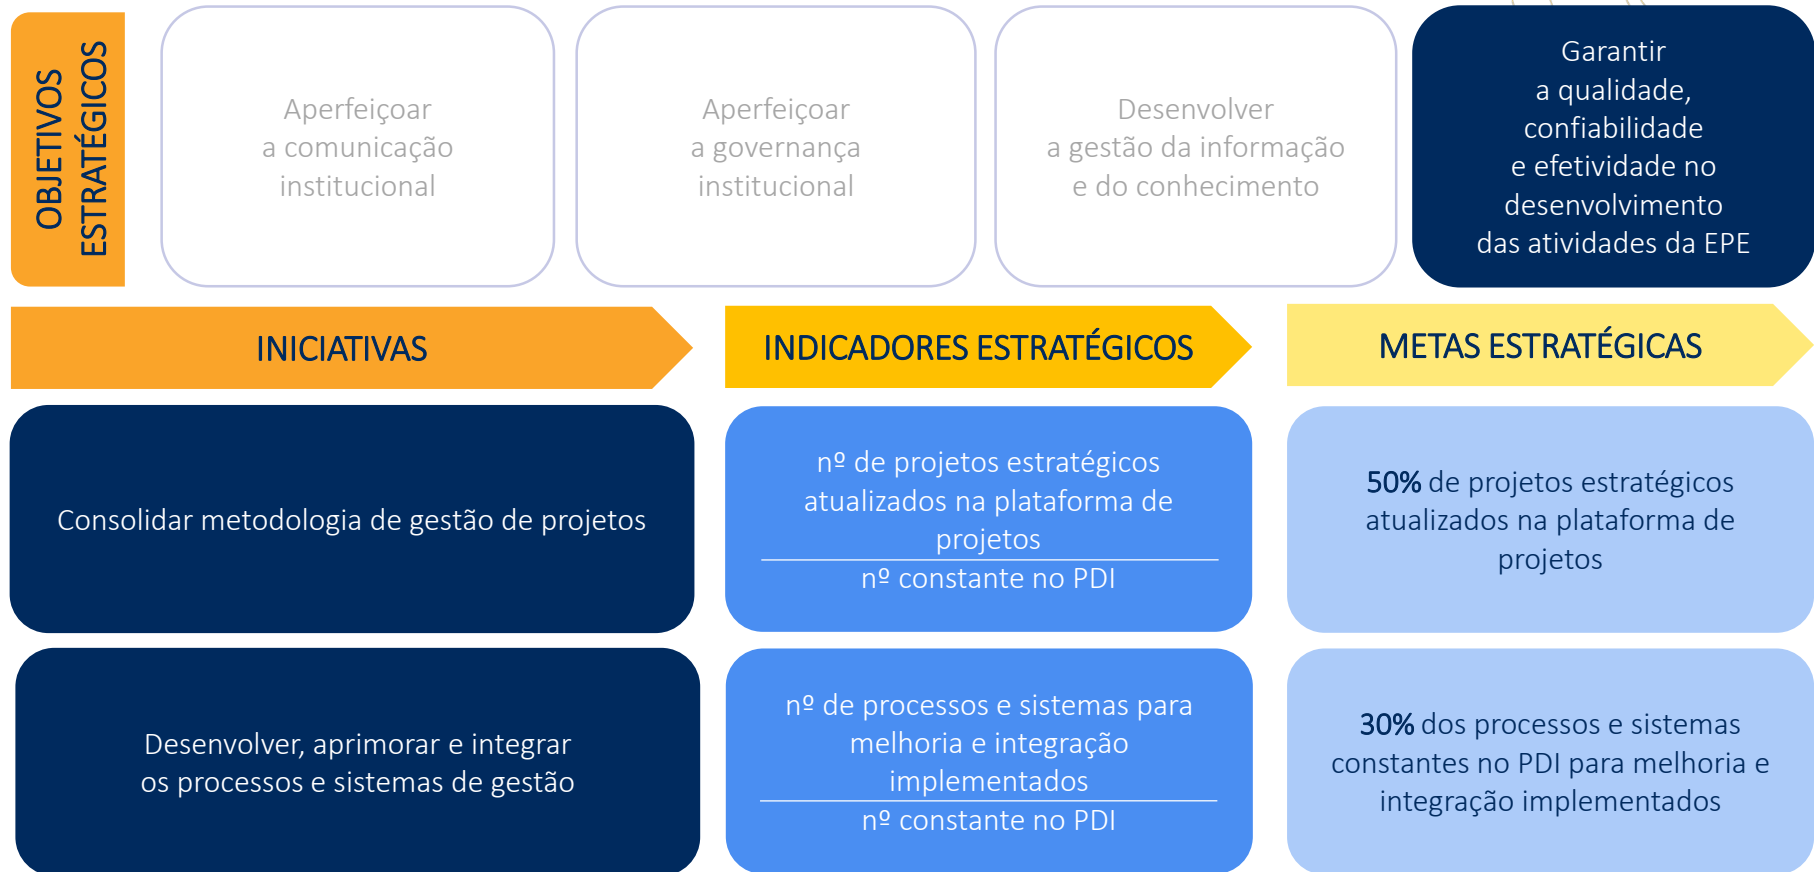 OBJETIVOS
ESTRATÉGICOS
Aperfeiçoar
a comunicação
institucional
Aperfeiçoar
a governança
institucional
Desenvolver
a gestão da informação
e do conhecimento
Garantir
a qualidade,
confiabilidade
e efetividade no
desenvolvimento
das atividades da EPE
INICIATIVAS
INDICADORES ESTRATÉGICOS
METAS ESTRATÉGICAS
Consolidar metodologia de gestão de projetos
nº de projetos estratégicos
atualizados na plataforma de
projetos
nº constante no PDI
50% de projetos estratégicos
atualizados na plataforma de
projetos
Desenvolver, aprimorar e integrar
os processos e sistemas de gestão
nº de processos e sistemas para
melhoria e integração
implementados
nº constante no PDI
30% dos processos e sistemas
constantes no PDI para melhoria e
integração implementados